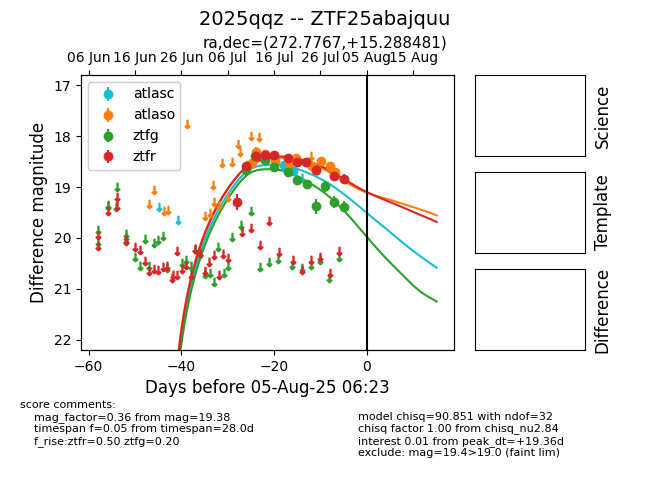 2025qqz -- ZTF25abajquu
ra,dec=(272.7767,+15.288481)
06 Jun 16 Jun 26 Jun 06 Jul 16 Jul 26 Jul 05 Aug 15 Aug
atlasc
atlaso
ztfg
ztfr
17
18
19
20
21
22
Difference magnitude
−60 −40 −20 0
Days before 05-Aug-25 06:23
Science
Template
Difference
score comments:
mag_factor=0.36 from mag=19.38
timespan f=0.05 from timespan=28.0d
f_rise:ztfr=0.50 ztfg=0.20
model chisq=90.851 with ndof=32
chisq factor 1.00 from chisq_nu2.84
interest 0.01 from peak_dt=+19.36d
exclude: mag=19.4>19.0 (faint lim)